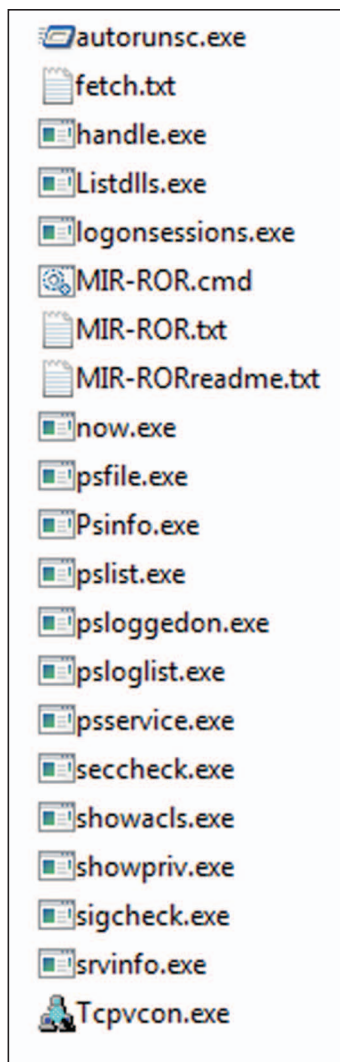 autorunsc.exe
fetch.txt
handle.exe
Listdlls.exe
logonsessions.exe
MIR-ROR.cmd
MIR-ROR.txt
MIR-RORreadme.txt
now.exe
psfile.exe
Psinfo.exe
pslist.exe
psloggedon.exe
psloglist.exe
psservice.exe
seccheck.exe
showacls.exe
showpriv.exe
sigcheck.exe
srvinfo.exe
Tcpvcon.exe